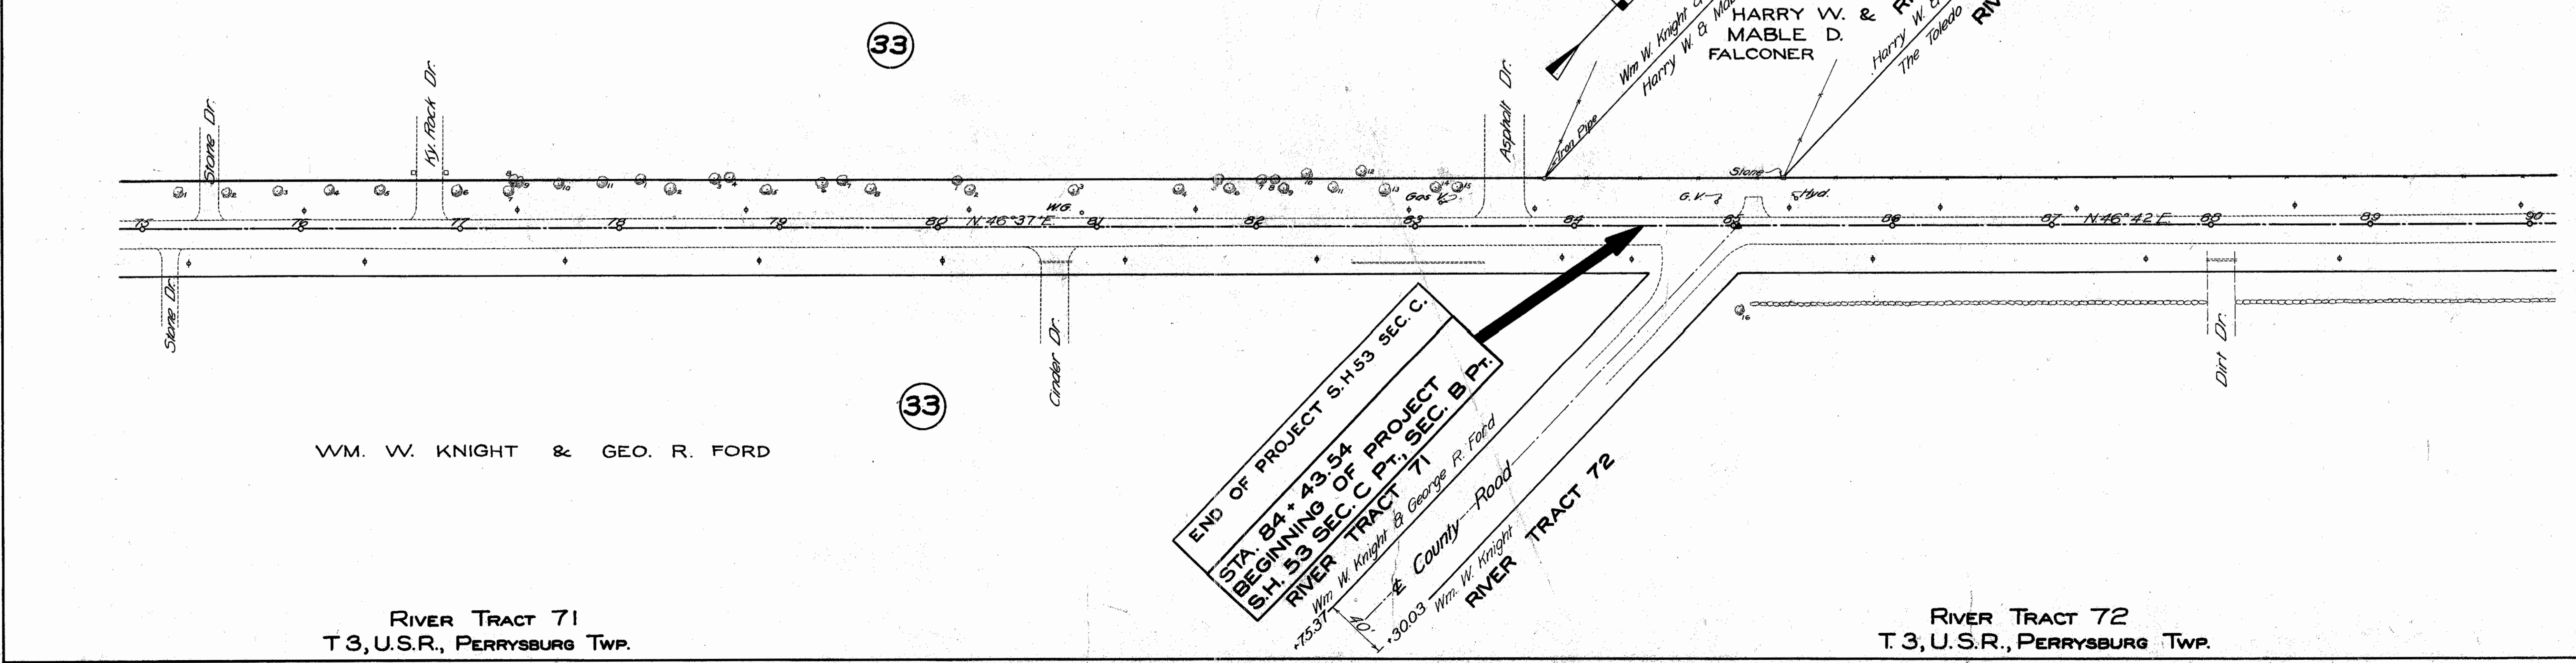 33
HARRY W. &
MABLE D.
FALCONER
Wm W. Knight &
Harry W. & Mab
Harry W. &
The Toledo
Stone Dr.
Ky. Rock Dr.
Asphalt Dr.
Iron Pipe
Stone
Gas V.
G.V.
Hyd.
W.G.
75 76 77 78 79 80 N. 46° 37' E. 81 82 83 84 85 86 87 N. 46° 42' E. 88 89 90
Stone Dr.
Cinder Dr.
Dirt Dr.
16
33
WM. W. KNIGHT & GEO. R. FORD
END OF PROJECT S.H.53 SEC. C.
STA. 84 + 43.54
BEGINNING OF PROJECT
S.H. 53 SEC. C PT., SEC. B PT.
RIVER TRACT 71
Wm W. Knight & George R. Ford
℄ County Road
Wm. W. Knight
RIVER TRACT 72
+75.37
40'
+30.03
RIVER TRACT 71
T 3, U.S.R., PERRYSBURG TWP.
RIVER TRACT 72
T. 3, U.S.R., PERRYSBURG TWP.